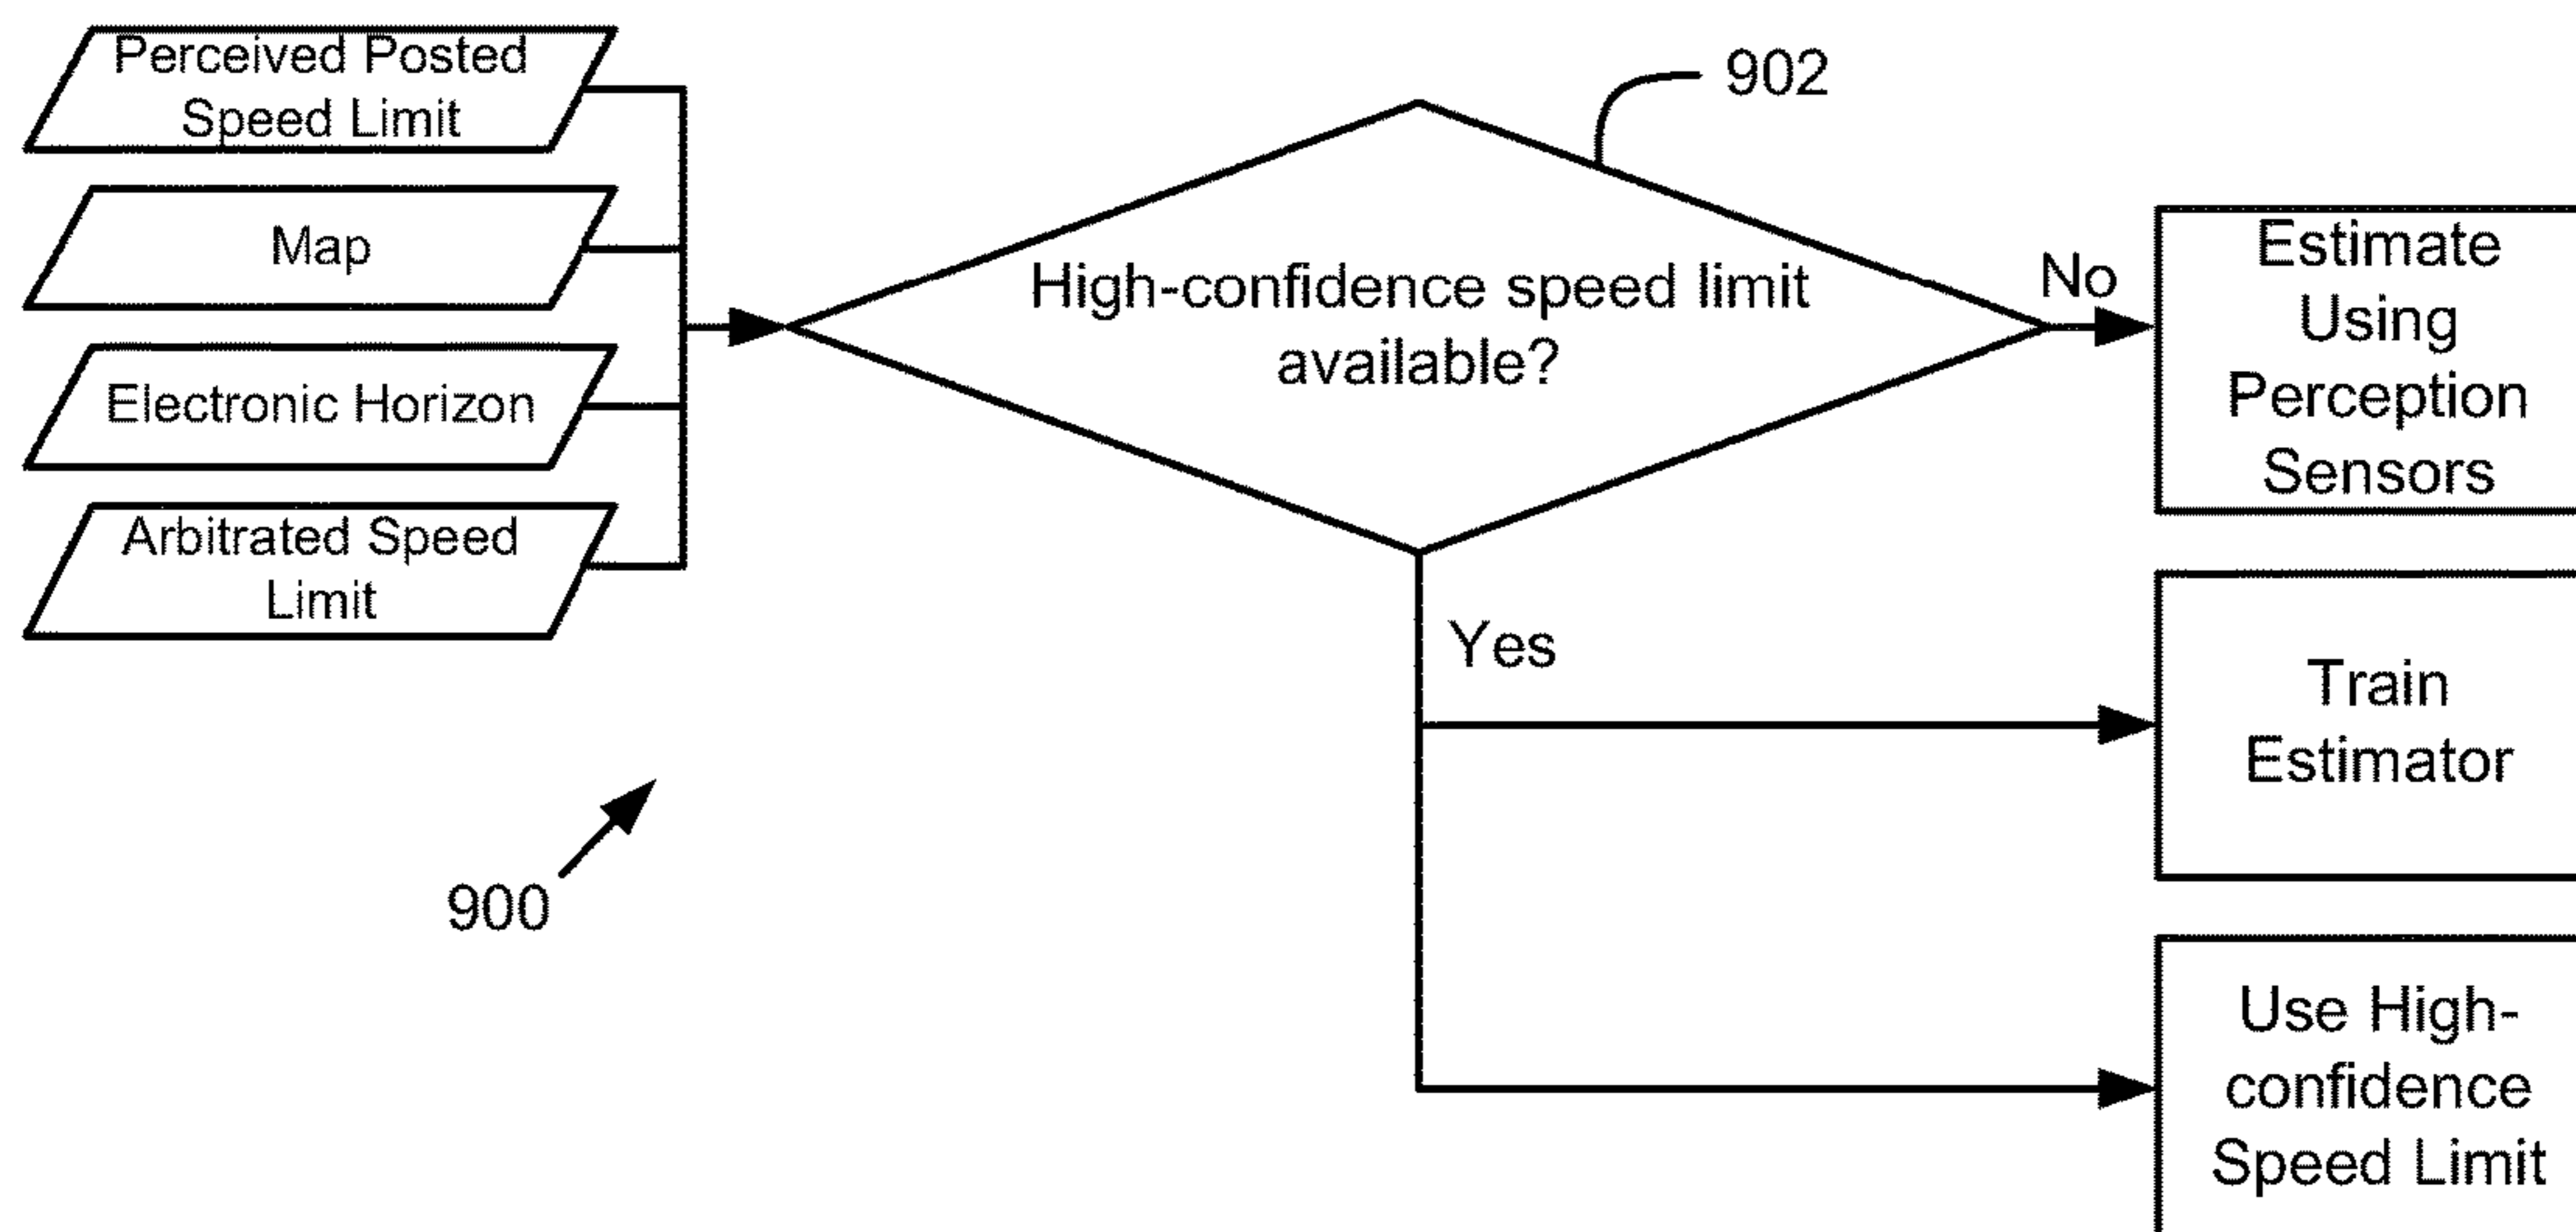 Perceived Posted
Speed Limit
Map
Electronic Horizon
Arbitrated Speed
Limit
900
902
High-confidence speed limit
available?
No
Yes
Estimate
Using
Perception
Sensors
Train
Estimator
Use High-
confidence
Speed Limit